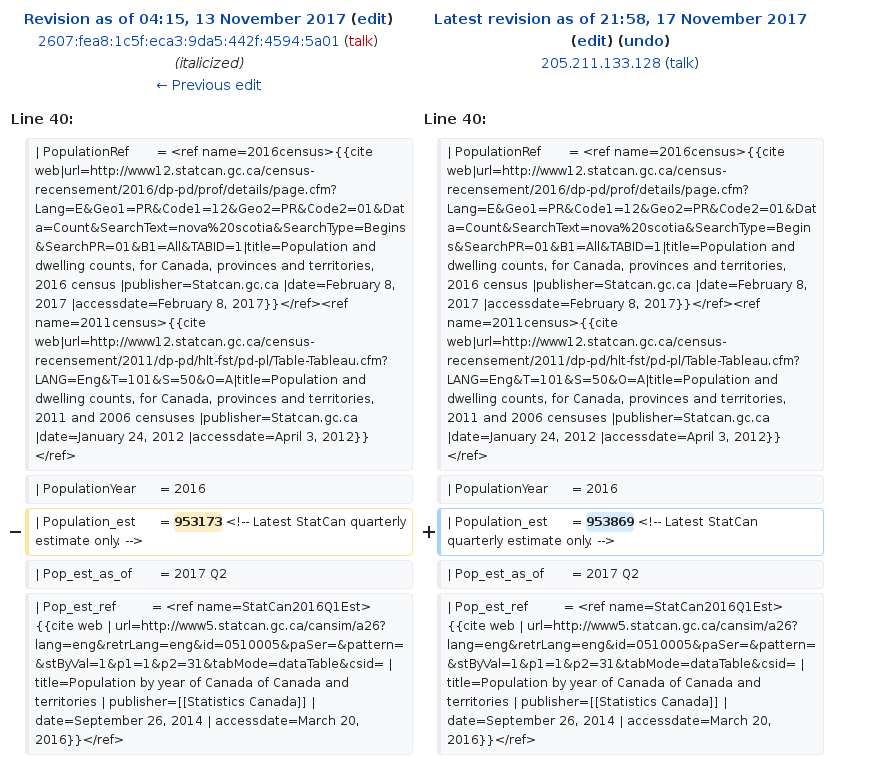 Revision as of 04:15, 13 November 2017 (edit)
2607:fea8:1c5f:eca3:9da5:442f:4594:5a01 (talk)
(italicized)
← Previous edit
Latest revision as of 21:58, 17 November 2017
(edit) (undo)
205.211.133.128 (talk)
Line 40:
| PopulationRef = <ref name=2016census>{{cite
web|url=http://www12.statcan.gc.ca/census-
recensement/2016/dp-pd/prof/details/page.cfm?
Lang=E&Geo1=PR&Code1=12&Geo2=PR&Code2=01&Dat
a=Count&SearchText=nova%20scotia&SearchType=Begins
&SearchPR=01&B1=All&TABID=1|title=Population and
dwelling counts, for Canada, provinces and territories,
2016 census |publisher=Statcan.gc.ca |date=February 8,
2017 |accessdate=February 8, 2017}}</ref><ref
name=2011census>{{cite
web|url=http://www12.statcan.gc.ca/census-
recensement/2011/dp-pd/hlt-fst/pd-pl/Table-Tableau.cfm?
LANG=Eng&T=101&S=50&O=A|title=Population and
dwelling counts, for Canada, provinces and territories,
2011 and 2006 censuses |publisher=Statcan.gc.ca
|date=January 24, 2012 |accessdate=April 3, 2012}}
</ref>
| PopulationYear = 2016
− | Population_est = 953173 <!-- Latest StatCan quarterly
estimate only. -->
| Pop_est_as_of = 2017 Q2
| Pop_est_ref = <ref name=StatCan2016Q1Est>
{{cite web | url=http://www5.statcan.gc.ca/cansim/a26?
lang=eng&retrLang=eng&id=0510005&paSer=&pattern=
&stByVal=1&p1=1&p2=31&tabMode=dataTable&csid= |
title=Population by year of Canada of Canada and
territories | publisher=[[Statistics Canada]] |
date=September 26, 2014 | accessdate=March 20,
2016}}</ref>
Line 40:
| PopulationRef = <ref name=2016census>{{cite
web|url=http://www12.statcan.gc.ca/census-
recensement/2016/dp-pd/prof/details/page.cfm?
Lang=E&Geo1=PR&Code1=12&Geo2=PR&Code2=01&Dat
a=Count&SearchText=nova%20scotia&SearchType=Begin
s&SearchPR=01&B1=All&TABID=1|title=Population and
dwelling counts, for Canada, provinces and territories,
2016 census |publisher=Statcan.gc.ca |date=February 8,
2017 |accessdate=February 8, 2017}}</ref><ref
name=2011census>{{cite
web|url=http://www12.statcan.gc.ca/census-
recensement/2011/dp-pd/hlt-fst/pd-pl/Table-Tableau.cfm?
LANG=Eng&T=101&S=50&O=A|title=Population and
dwelling counts, for Canada, provinces and territories,
2011 and 2006 censuses |publisher=Statcan.gc.ca
|date=January 24, 2012 |accessdate=April 3, 2012}}
</ref>
| PopulationYear = 2016
+ | Population_est = 953869 <!-- Latest StatCan
quarterly estimate only. -->
| Pop_est_as_of = 2017 Q2
| Pop_est_ref = <ref name=StatCan2016Q1Est>
{{cite web | url=http://www5.statcan.gc.ca/cansim/a26?
lang=eng&retrLang=eng&id=0510005&paSer=&pattern=
&stByVal=1&p1=1&p2=31&tabMode=dataTable&csid= |
title=Population by year of Canada of Canada and
territories | publisher=[[Statistics Canada]] |
date=September 26, 2014 | accessdate=March 20,
2016}}</ref>